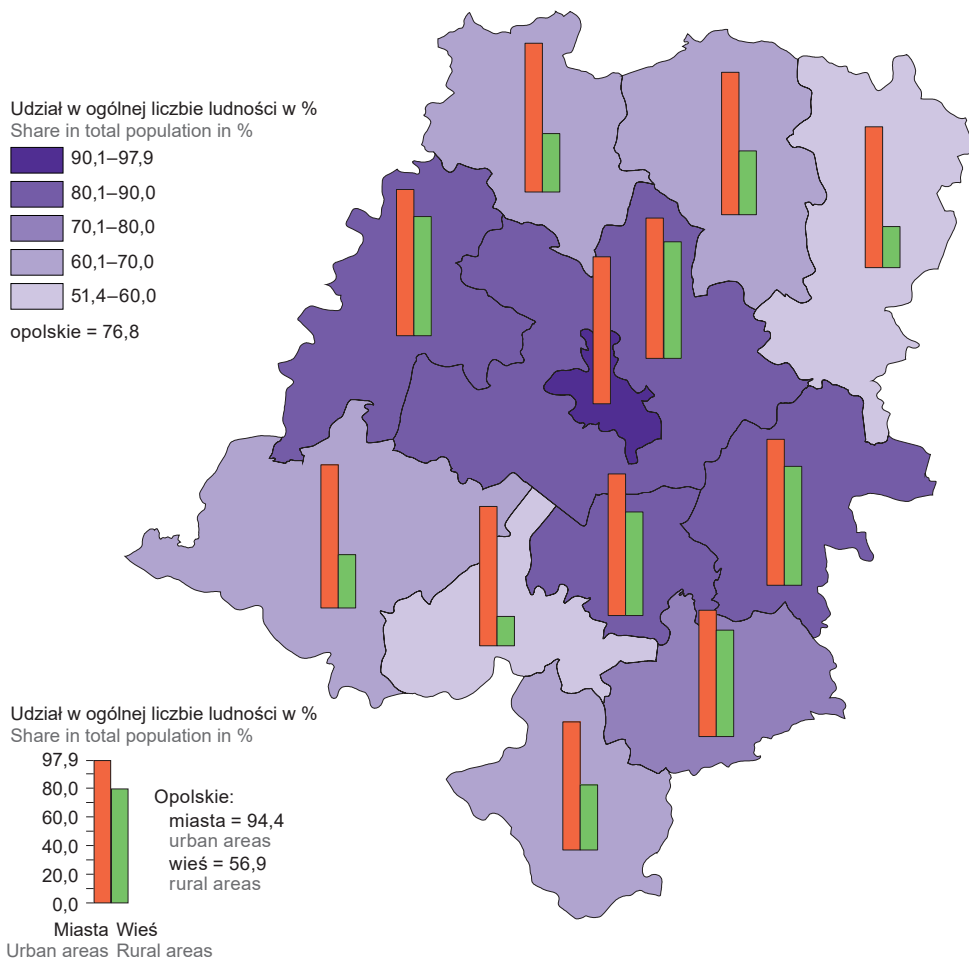 Udział w ogólnej liczbie ludności w %
Share in total population in %
90,1–97,9
80,1–90,0
70,1–80,0
60,1–70,0
51,4–60,0
opolskie = 76,8
Udział w ogólnej liczbie ludności w %
Share in total population in %
97,9
80,0
60,0
40,0
20,0
0,0
Miasta Wieś
Urban areas Rural areas
Opolskie:
miasta = 94,4
urban areas
wieś = 56,9
rural areas